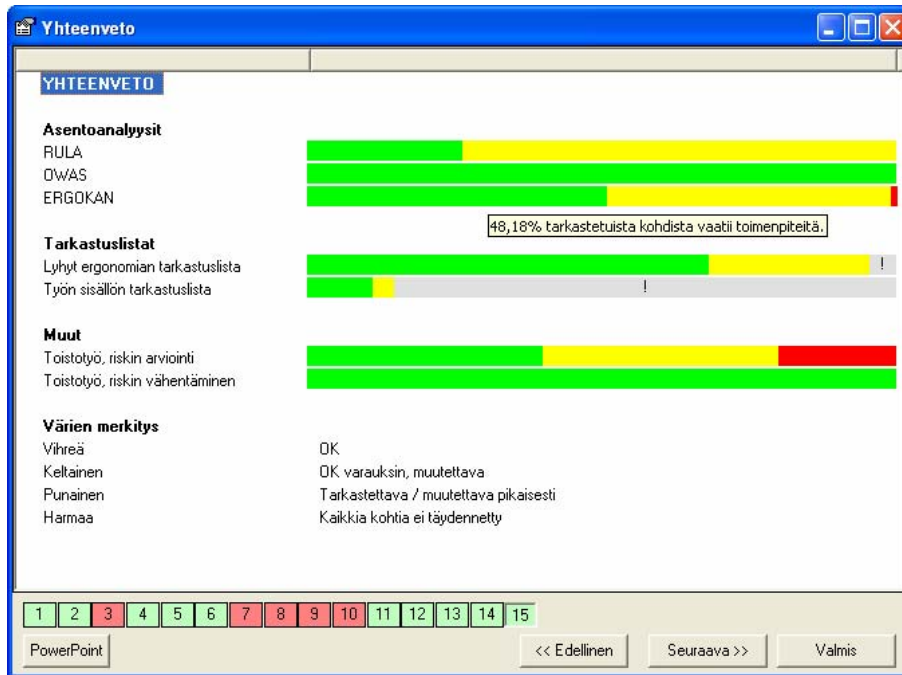 Yhteenveto
YHTEENVETO
Asentoanalyysit
RULA
OWAS
ERGOKAN
48,18% tarkastetuista kohdista vaatii toimenpiteitä.
Tarkastuslistat
Lyhyt ergonomian tarkastuslista !
Työn sisällön tarkastuslista !
Muut
Toistotyö, riskin arviointi
Toistotyö, riskin vähentäminen
Värien merkitys
Vihreä OK
Keltainen OK varauksin, muutettava
Punainen Tarkastettava / muutettava pikaisesti
Harmaa Kaikkia kohtia ei täydennetty
1 2 3 4 5 6 7 8 9 10 11 12 13 14 15
PowerPoint << Edellinen Seuraava >> Valmis